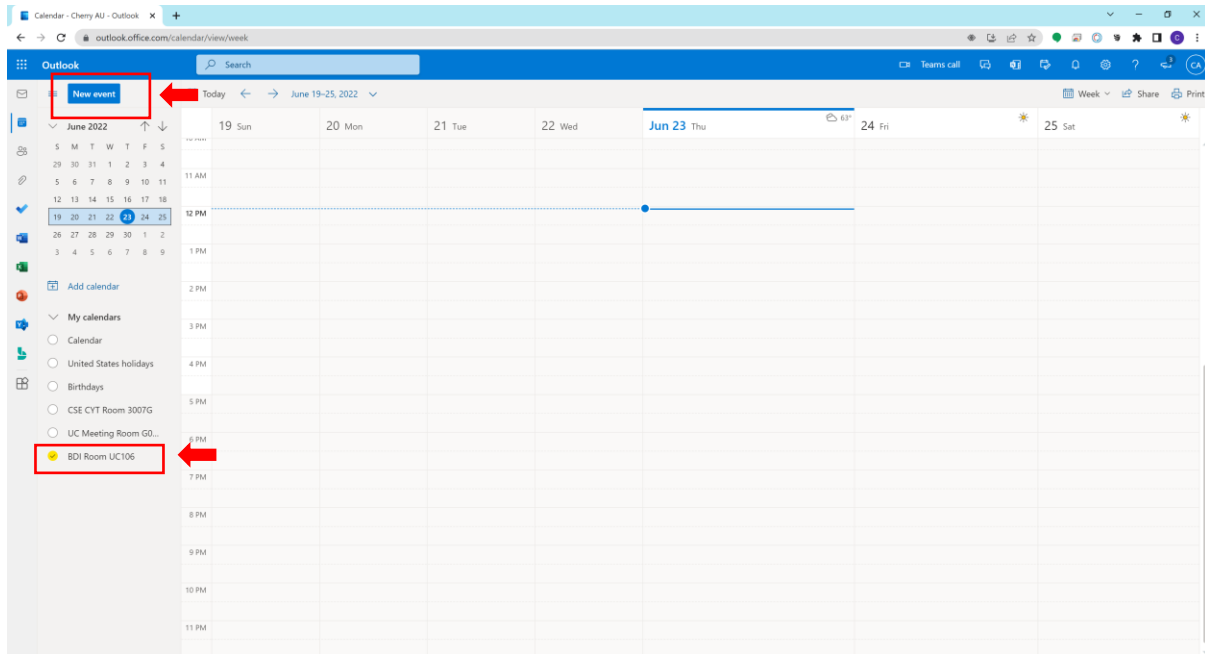 Calendar - Cherry AU - Outlook
outlook.office.com/calendar/view/week
Outlook
Search
Teams call
3
CA
New event
Today
June 19–25, 2022
Week
Share
Print
June 2022
S M T W T F S
29 30 31 1 2 3 4
5 6 7 8 9 10 11
12 13 14 15 16 17 18
19 20 21 22 23 24 25
26 27 28 29 30 1 2
3 4 5 6 7 8 9
Add calendar
My calendars
Calendar
United States holidays
Birthdays
CSE CYT Room 3007G
UC Meeting Room G0...
BDI Room UC106
19 Sun
20 Mon
21 Tue
22 Wed
Jun 23 Thu
63°
24 Fri
25 Sat
11 AM
12 PM
1 PM
2 PM
3 PM
4 PM
5 PM
6 PM
7 PM
8 PM
9 PM
10 PM
11 PM